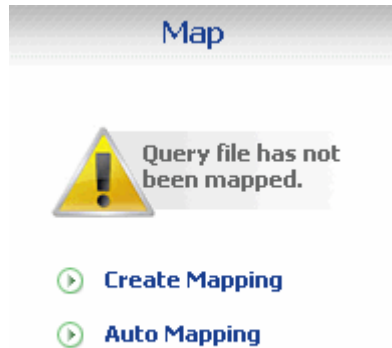 Map
Query file has not
been mapped.
Create Mapping
Auto Mapping